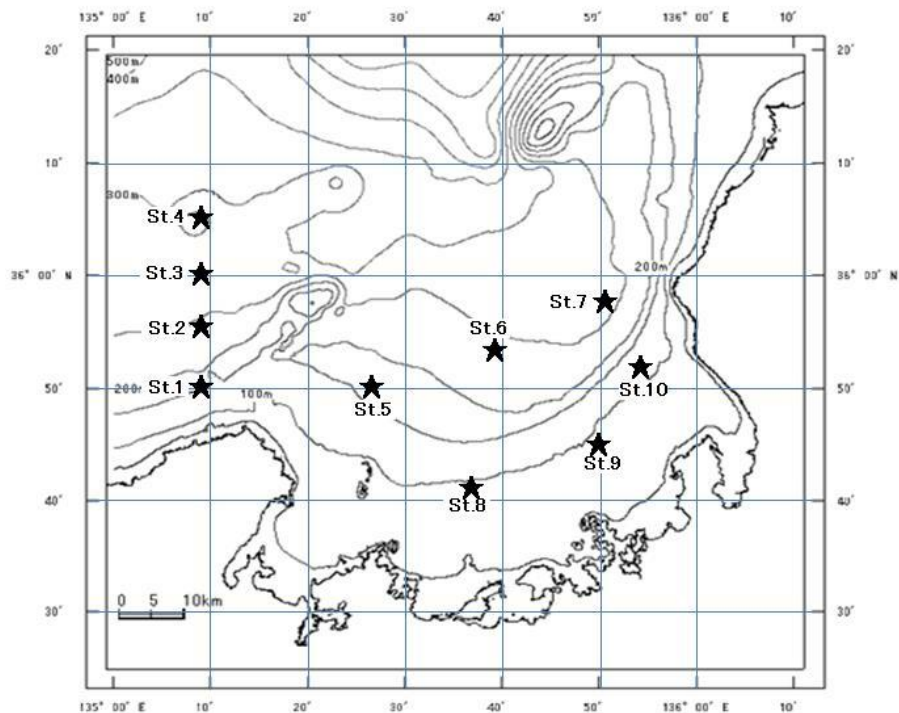 135° 00′ E 10′ 20′ 30′ 40′ 50′ 136° 00′ E 10′
20′ 20′
500m
400m
10′ 10′
300m
St.4
36° 00′ N St.3 200m 36° 00′ N
St.7
St.2 St.6
50′ 200 St.1 100m St.5 St.10 50′
St.9
St.8
40′ 40′
0 5 10km
30′ 30′
135° 00′ E 10′ 20′ 30′ 40′ 50′ 136° 00′ E 10′